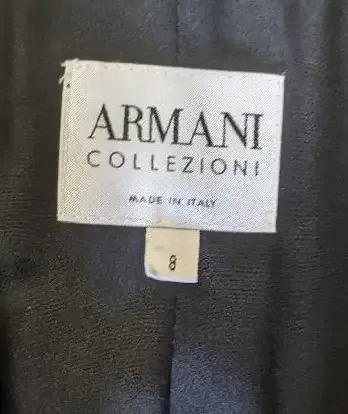 ARMANI
COLLEZIONI
MADE IN ITALY
8